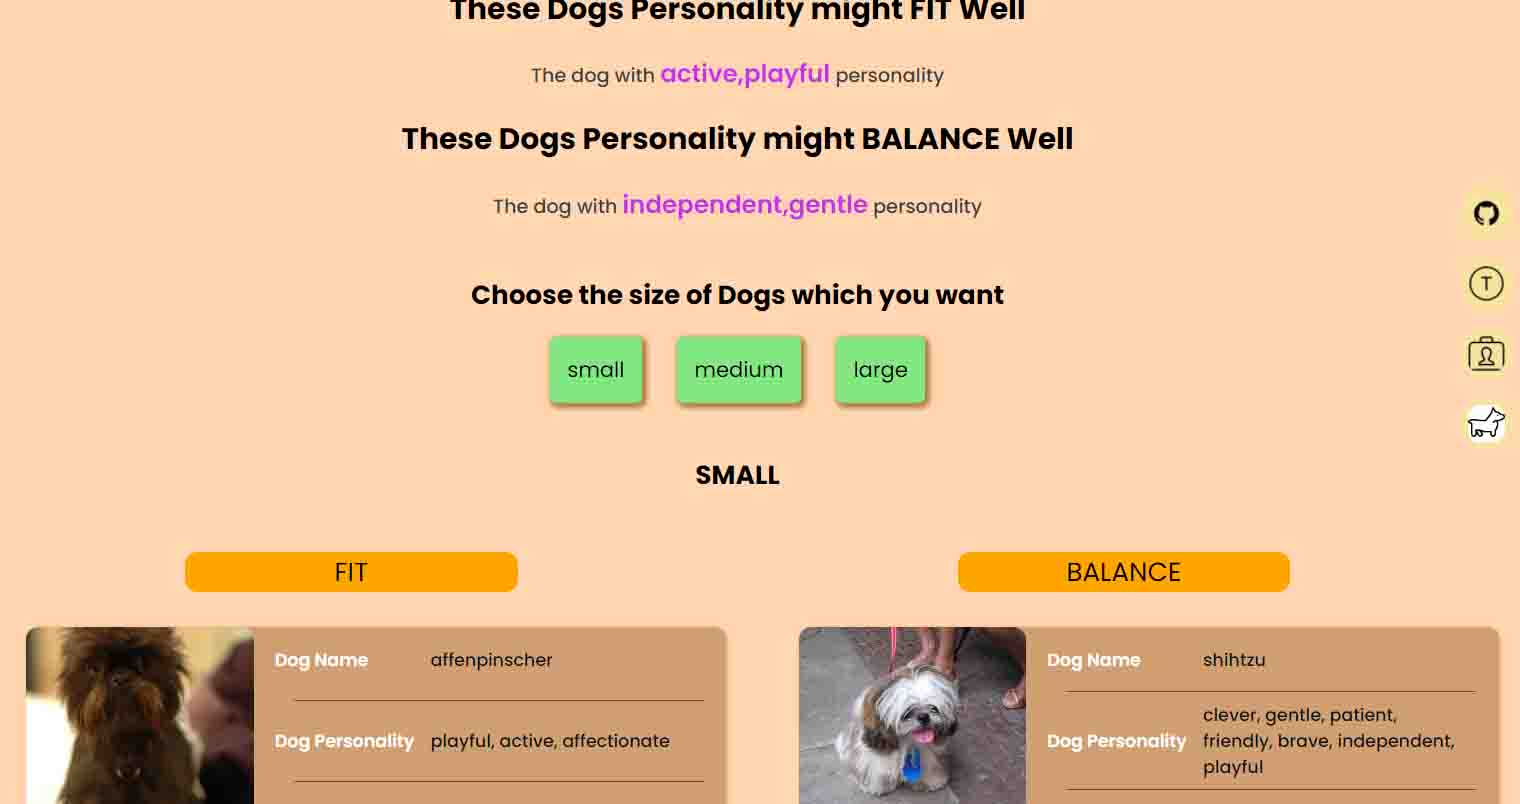 These Dogs Personality might FIT Well
The dog with active,playful personality
These Dogs Personality might BALANCE Well
The dog with independent,gentle personality
Choose the size of Dogs which you want
small
medium
large
T
SMALL
FIT
BALANCE
Dog Name
affenpinscher
Dog Personality
playful, active, affectionate
Dog Name
shihtzu
Dog Personality
clever, gentle, patient,
friendly, brave, independent,
playful